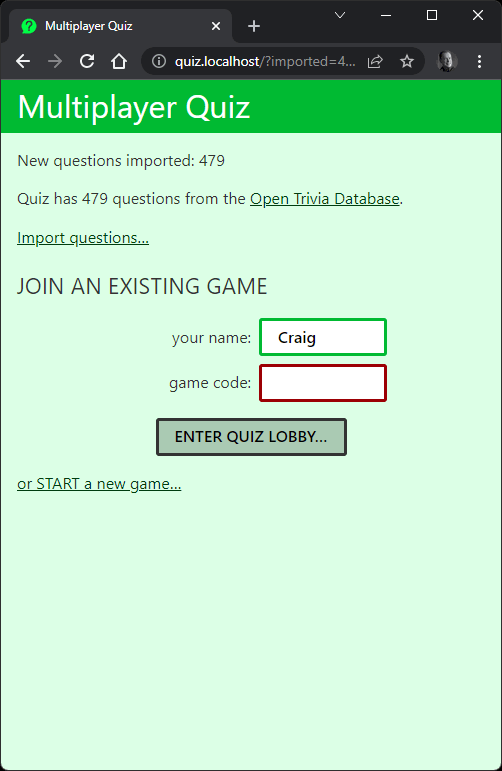 Multiplayer Quiz
quiz.localhost/?imported=4...
Multiplayer Quiz
New questions imported: 479
Quiz has 479 questions from the Open Trivia Database.
Import questions...
JOIN AN EXISTING GAME
your name: Craig
game code:
ENTER QUIZ LOBBY...
or START a new game...